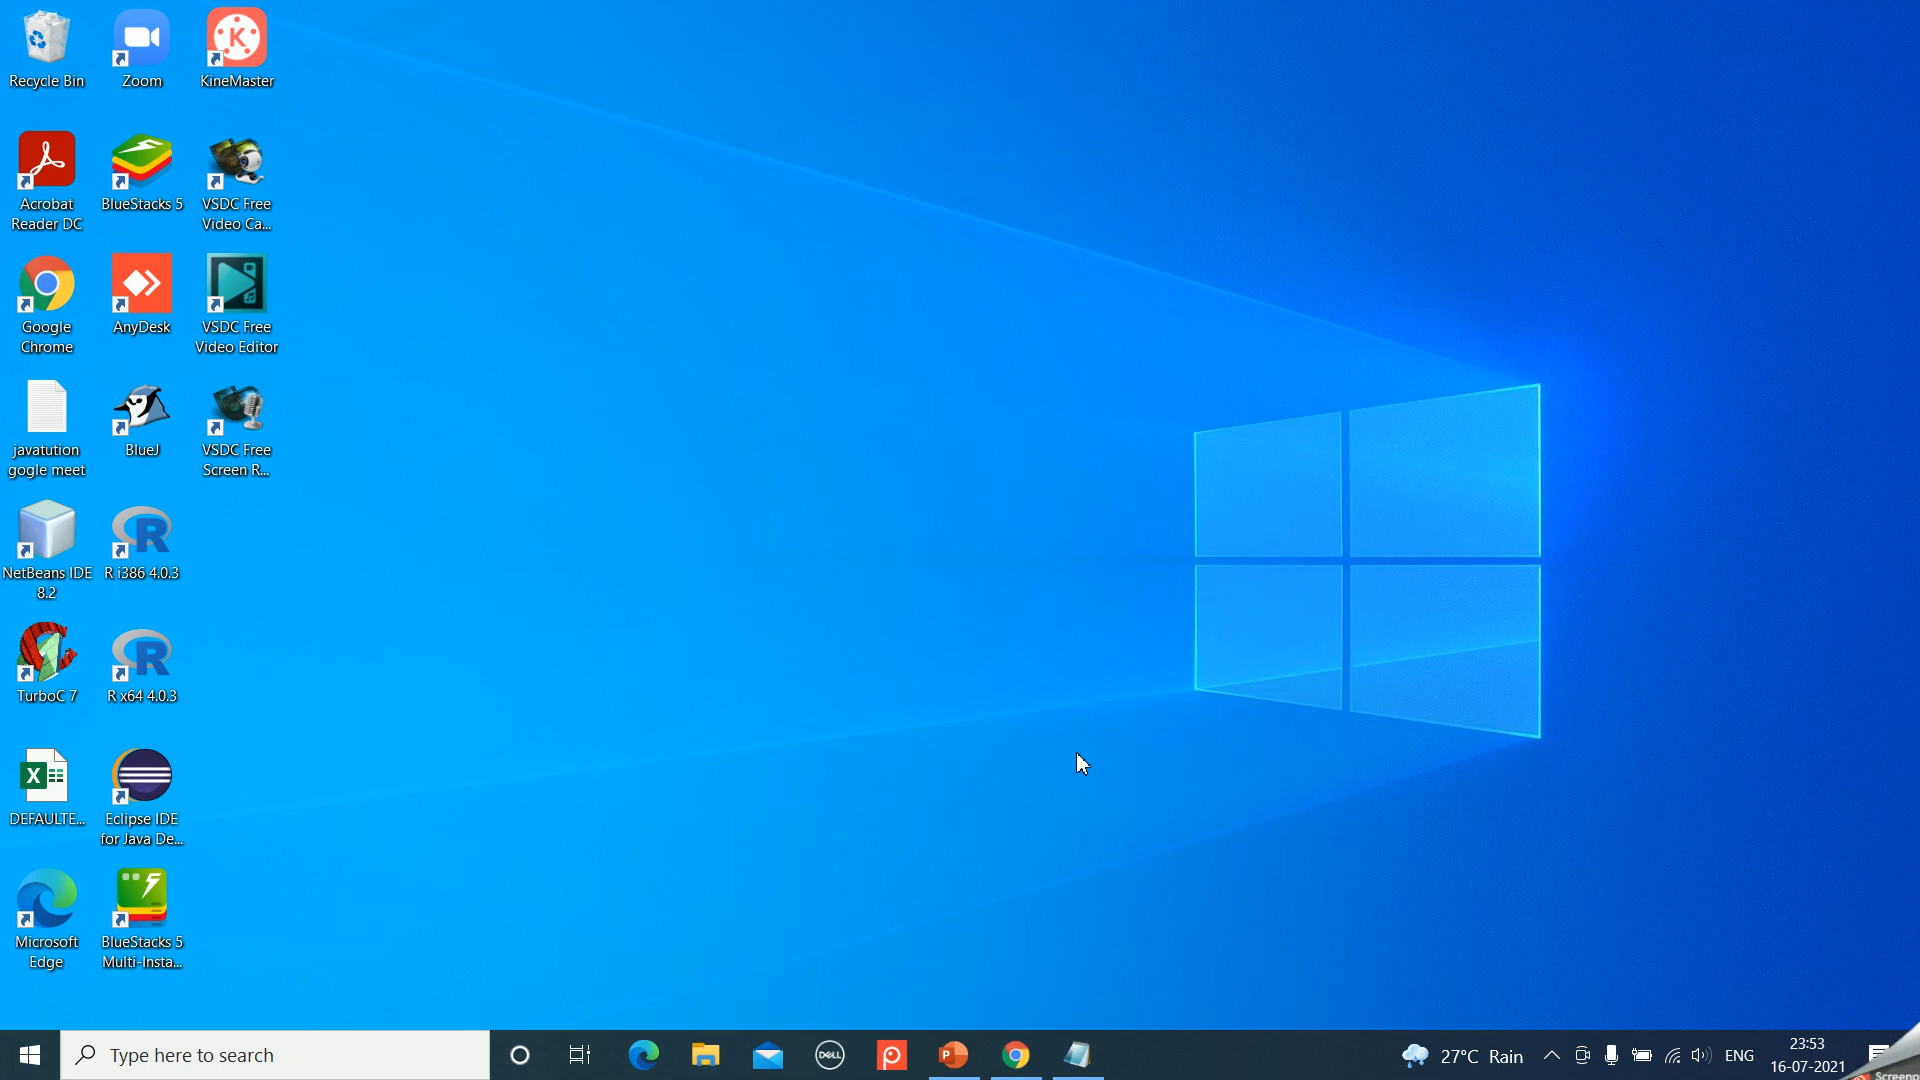 Recycle Bin
Zoom
KineMaster
Acrobat
Reader DC
BlueStacks 5
VSDC Free
Video Ca...
Google
Chrome
AnyDesk
VSDC Free
Video Editor
javatution
gogle meet
BlueJ
VSDC Free
Screen R...
NetBeans IDE
8.2
R i386 4.0.3
TurboC 7
R x64 4.0.3
DEFAULTE...
Eclipse IDE
for Java De...
Microsoft
Edge
BlueStacks 5
Multi-Insta...
Type here to search
DELL
27°C Rain
ENG
23:53
16-07-2021